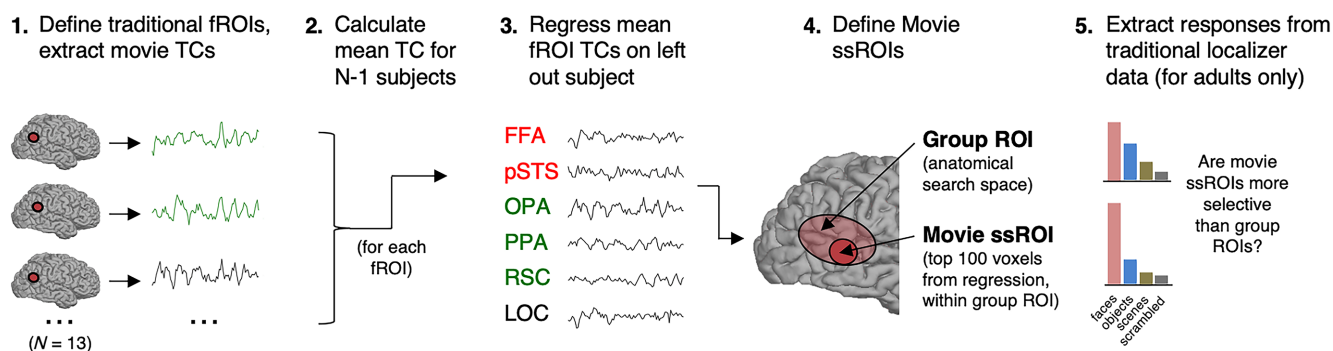 1. Define traditional fROIs,
extract movie TCs
...
...
(N = 13)
2. Calculate
mean TC for
N-1 subjects
(for each
fROI)
3. Regress mean
fROI TCs on left
out subject
FFA
pSTS
OPA
PPA
RSC
LOC
4. Define Movie
ssROIs
Group ROI
(anatomical
search space)
Movie ssROI
(top 100 voxels
from regression,
within group ROI)
5. Extract responses from
traditional localizer
data (for adults only)
Are movie
ssROIs more
selective
than group
ROIs?
faces
objects
scenes
scrambled